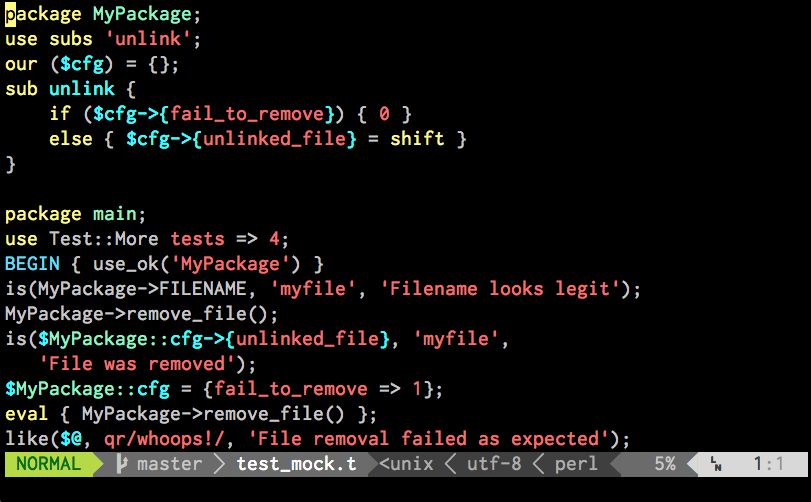 package MyPackage;
use subs 'unlink';
our ($cfg) = {};
sub unlink {
    if ($cfg->{fail_to_remove}) { 0 }
    else { $cfg->{unlinked_file} = shift }
}

package main;
use Test::More tests => 4;
BEGIN { use_ok('MyPackage') }
is(MyPackage->FILENAME, 'myfile', 'Filename looks legit');
MyPackage->remove_file();
is($MyPackage::cfg->{unlinked_file}, 'myfile',
   'File was removed');
$MyPackage::cfg = {fail_to_remove => 1};
eval { MyPackage->remove_file() };
like($@, qr/whoops!/, 'File removal failed as expected');
NORMAL master test_mock.t <unix utf-8 perl 5% LN 1:1